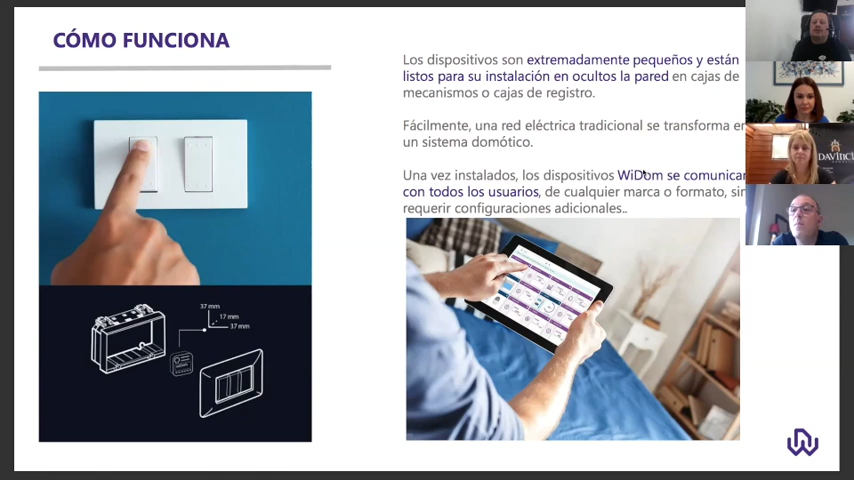 CÓMO FUNCIONA
Los dispositivos son extremadamente pequeños y están
listos para su instalación en ocultos la pared en cajas de
mecanismos o cajas de registro.
Fácilmente, una red eléctrica tradicional se transforma en
un sistema domótico.
Una vez instalados, los dispositivos WiDom se comunican
con todos los usuarios, de cualquier marca o formato, sin
requerir configuraciones adicionales..
37 mm
17 mm
37 mm
DAVINCI